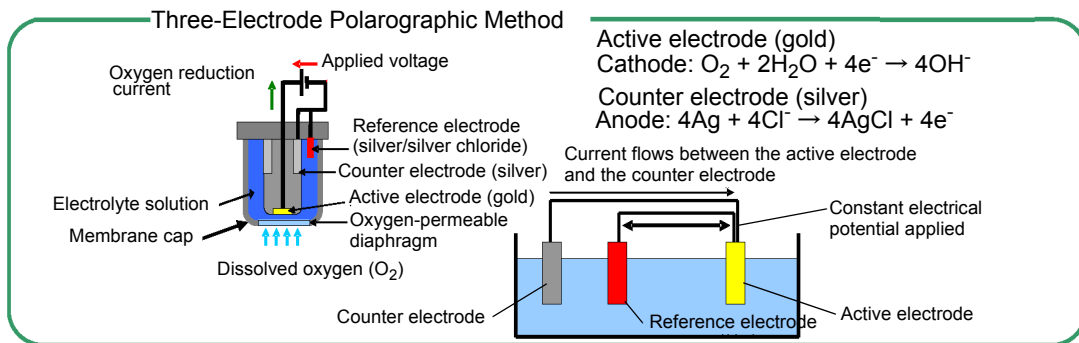 Three-Electrode Polarographic Method
Oxygen reduction
current
Applied voltage
Reference electrode
(silver/silver chloride)
Counter electrode (silver)
Active electrode (gold)
Electrolyte solution
Oxygen-permeable
diaphragm
Membrane cap
Dissolved oxygen (O₂)
Active electrode (gold)
Cathode: O₂ + 2H₂O + 4e⁻ → 4OH⁻
Counter electrode (silver)
Anode: 4Ag + 4Cl⁻ → 4AgCl + 4e⁻
Current flows between the active electrode
and the counter electrode
Constant electrical
potential applied
Counter electrode
Reference electrode
Active electrode